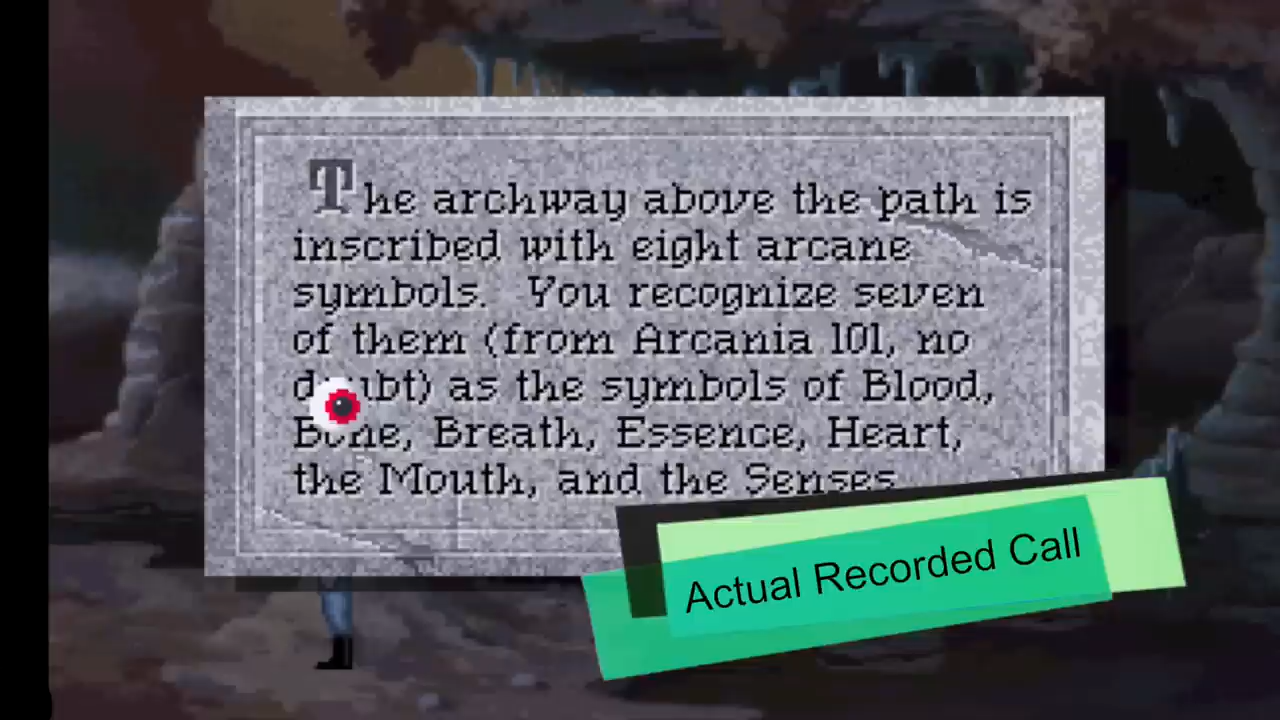 The archway above the path is
inscribed with eight arcane
symbols. You recognize seven
of them (from Arcania 101, no
doubt) as the symbols of Blood,
Bone, Breath, Essence, Heart,
the Mouth, and the Senses
Actual Recorded Call